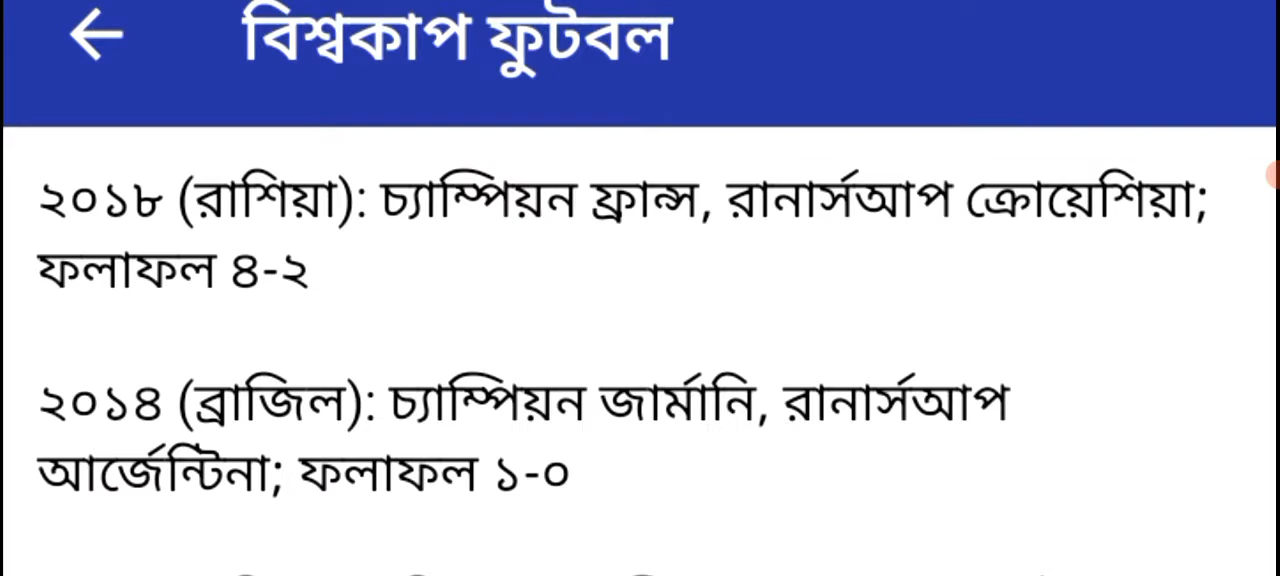 বিশ্বকাপ ফুটবল
২০১৮ (রাশিয়া): চ্যাম্পিয়ন ফ্রান্স, রানার্সআপ ক্রোয়েশিয়া;
ফলাফল ৪-২
২০১৪ (ব্রাজিল): চ্যাম্পিয়ন জার্মানি, রানার্সআপ
আর্জেন্টিনা; ফলাফল ১-০